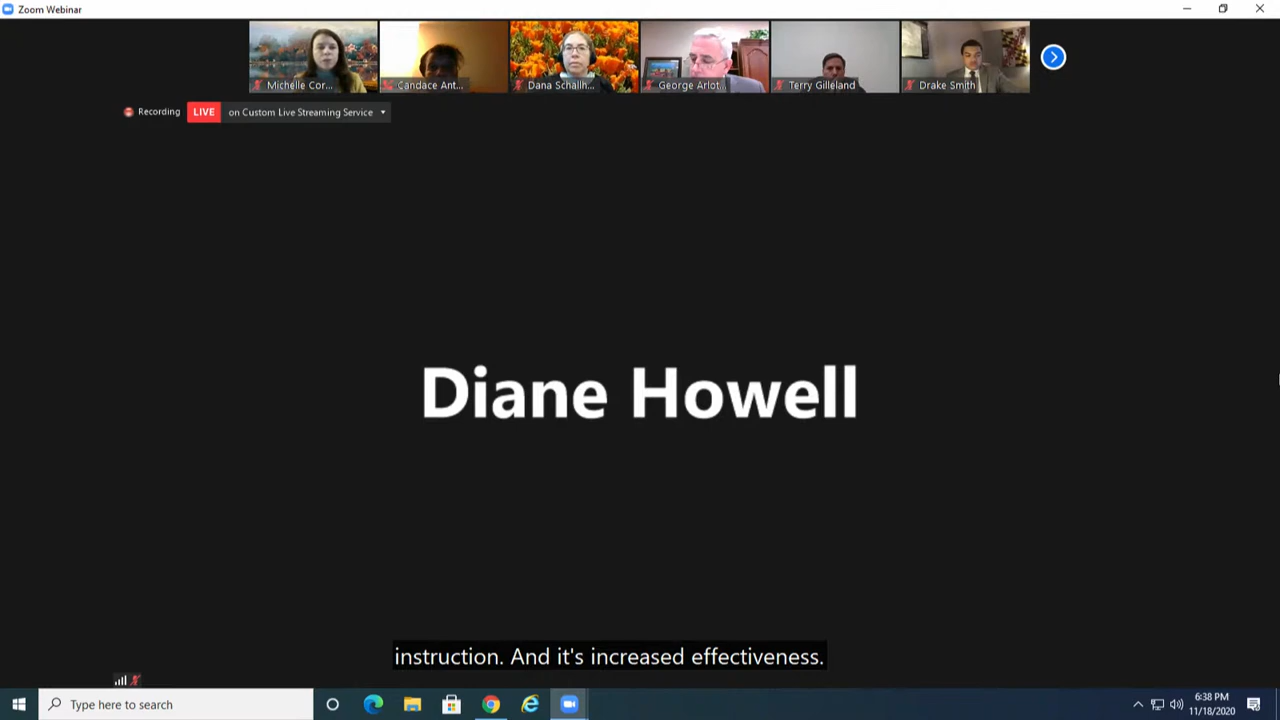 Zoom Webinar
Michelle Cor...
Candace Ant...
Dana Schallh...
George Arlot...
Terry Gilleland
Drake Smith
Recording
LIVE
on Custom Live Streaming Service
Diane Howell
instruction. And it's increased effectiveness.
Type here to search
6:38 PM
11/18/2020